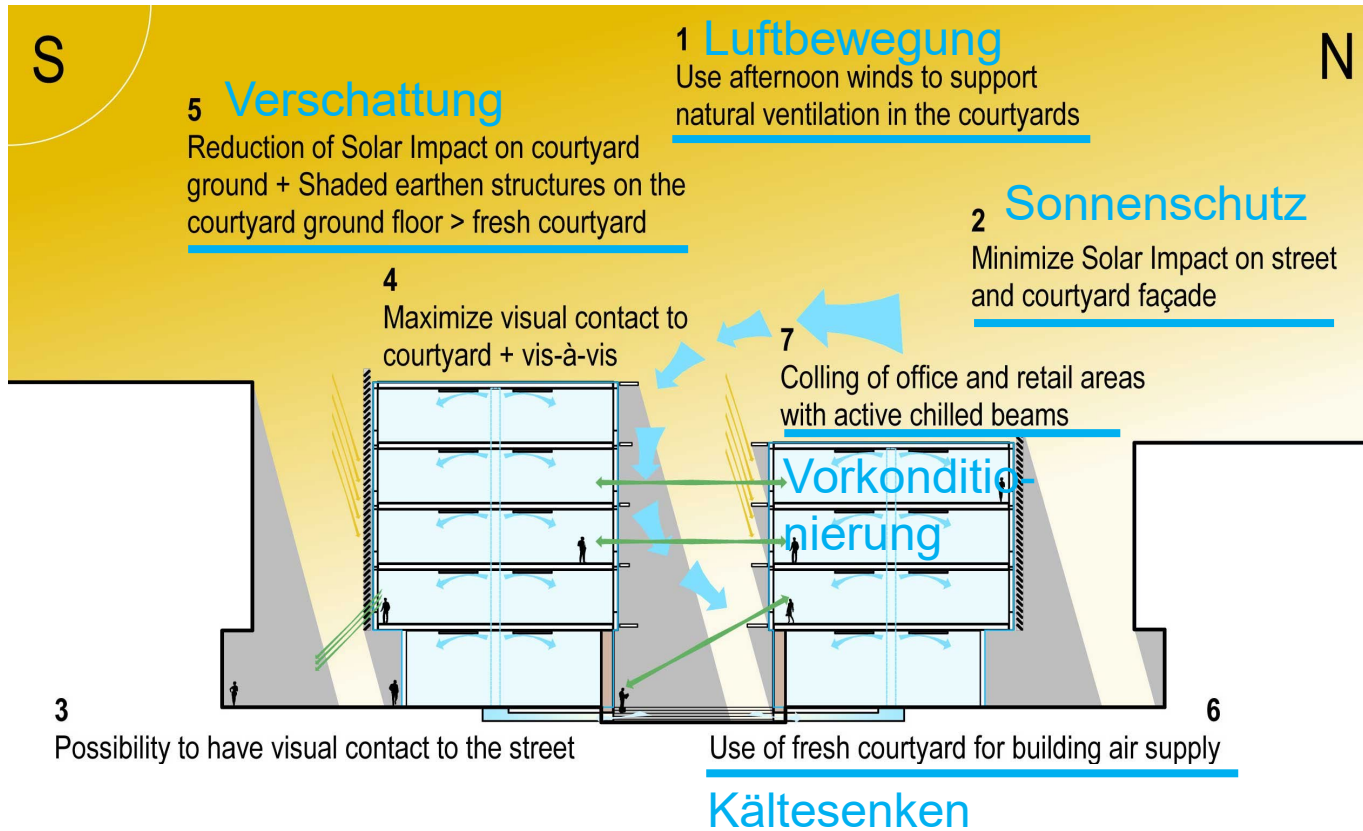 S
N
1 Luftbewegung
Use afternoon winds to support
natural ventilation in the courtyards
5 Verschattung
Reduction of Solar Impact on courtyard
ground + Shaded earthen structures on the
courtyard ground floor > fresh courtyard
2 Sonnenschutz
Minimize Solar Impact on street
and courtyard façade
4
Maximize visual contact to
courtyard + vis-à-vis
7
Colling of office and retail areas
with active chilled beams
Vorkonditio-
nierung
3
Possibility to have visual contact to the street
6
Use of fresh courtyard for building air supply
Kältesenken